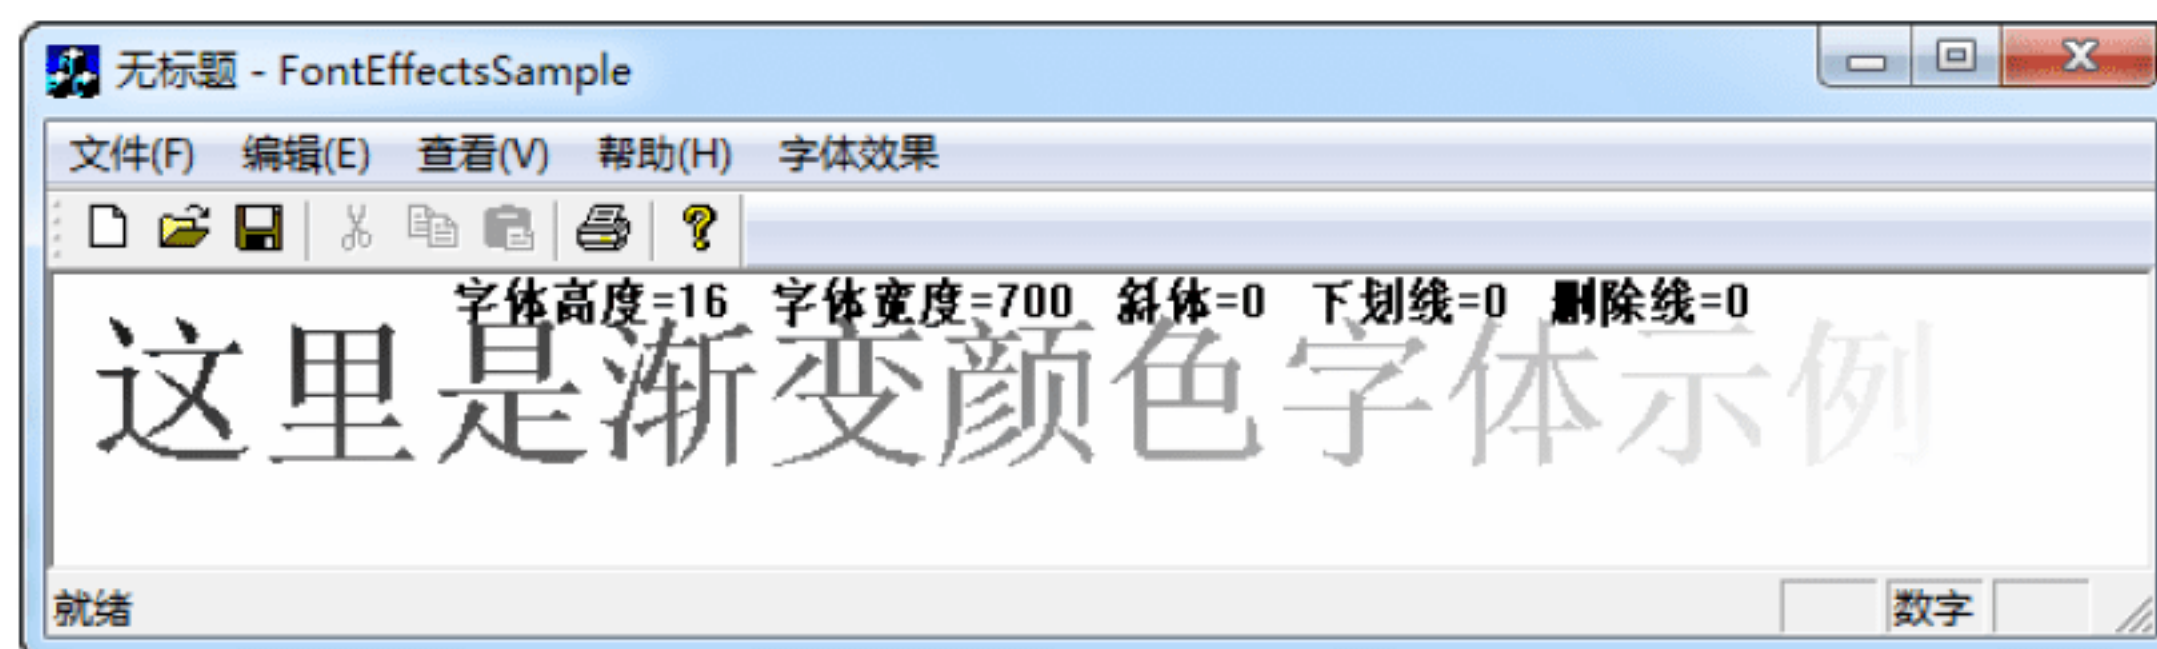 无标题 - FontEffectsSample
文件(F) 编辑(E) 查看(V) 帮助(H) 字体效果
字体高度=16 字体宽度=700 斜体=0 下划线=0 删除线=0
这里是渐变颜色字体示例
就绪 数字